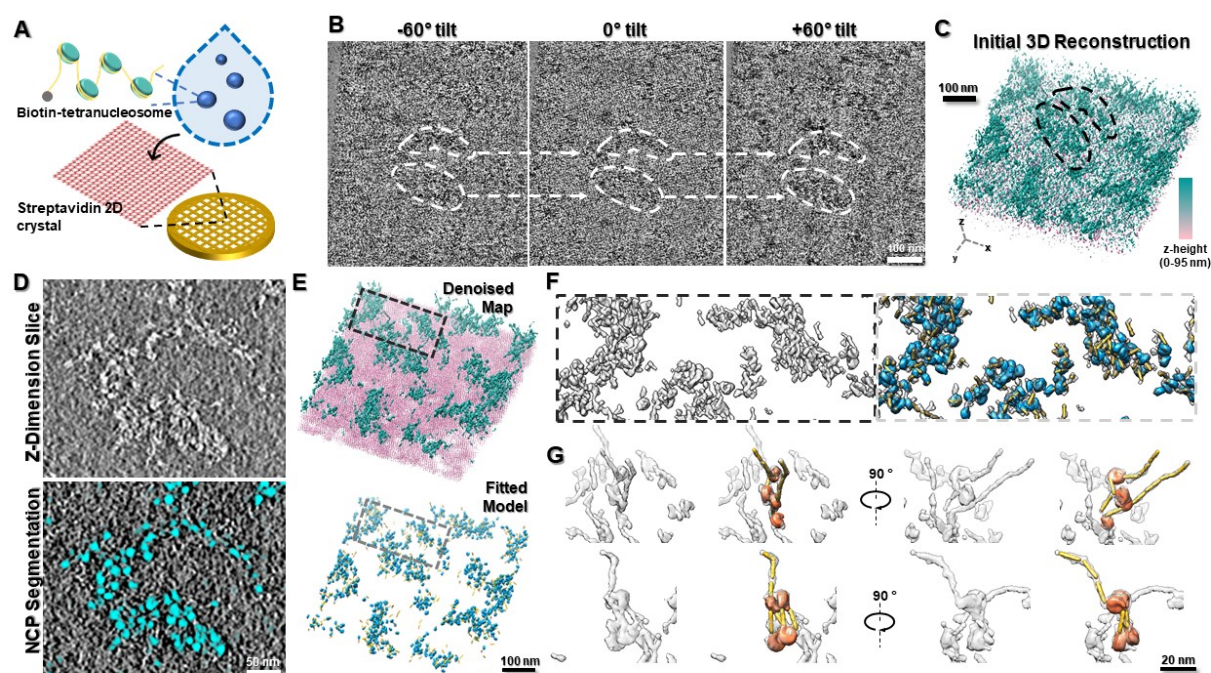 A
Biotin-tetranucleosome
Streptavidin 2D
crystal
B
-60° tilt
0° tilt
+60° tilt
100 nm
C
Initial 3D Reconstruction
100 nm
z
x
y
z-height
(0-95 nm)
D
Z-Dimension Slice
NCP Segmentation
50 nm
E
Denoised
Map
Fitted
Model
100 nm
F
G
90 °
90 °
20 nm